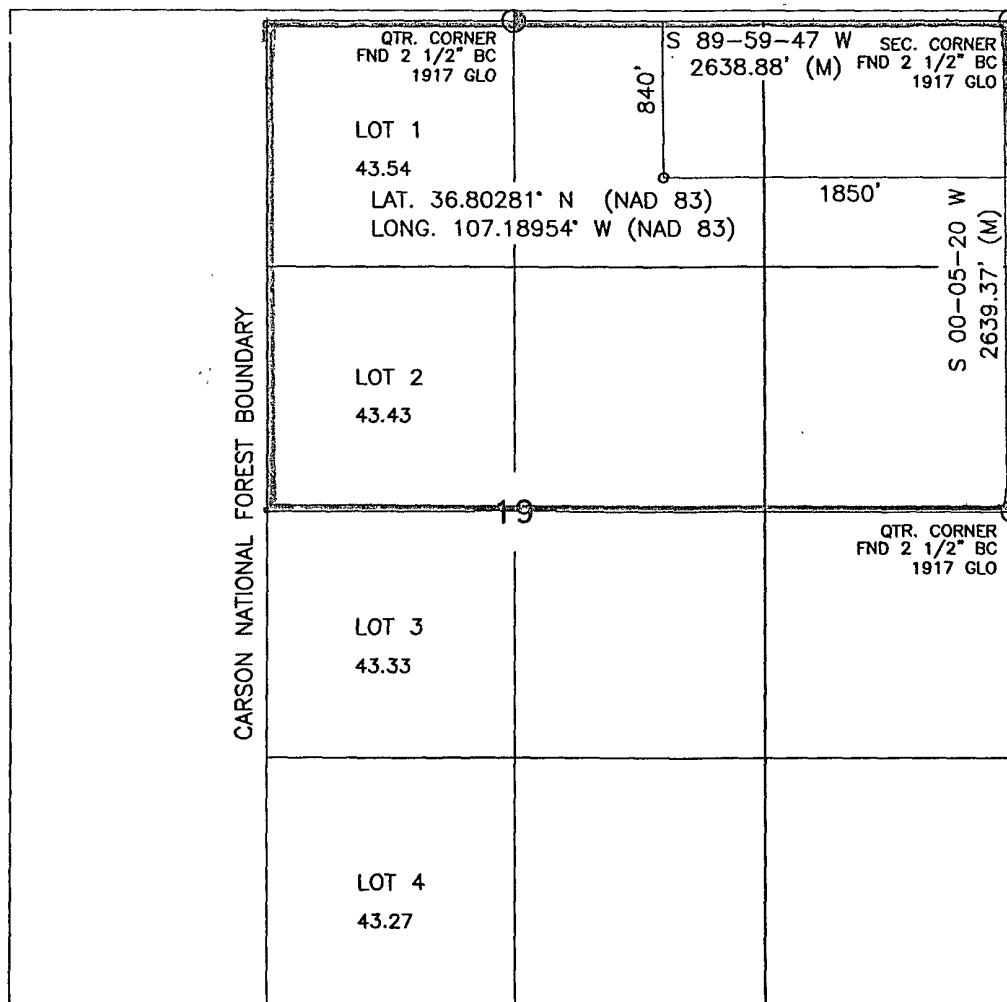 QTR. CORNER
FND 2 1/2" BC
1917 GLO
S 89-59-47 W
2638.88' (M)
SEC. CORNER
FND 2 1/2" BC
1917 GLO
840'
LOT 1
43.54
LAT. 36.80281° N (NAD 83)
LONG. 107.18954° W (NAD 83)
1850'
S 00-05-20 W
2639.37' (M)
CARSON NATIONAL FOREST BOUNDARY
LOT 2
43.43
19
QTR. CORNER
FND 2 1/2" BC
1917 GLO
LOT 3
43.33
LOT 4
43.27